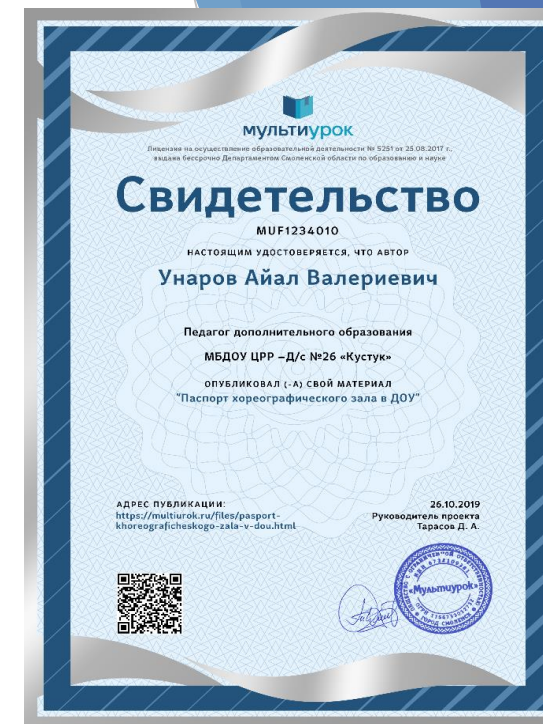 мультиурок
Лицензия на осуществление образовательной деятельности № 5251 от 25.08.2017 г.,
выдана бессрочно Департаментом Смоленской области по образованию и науке
Свидетельство
MUF1234010
НАСТОЯЩИМ УДОСТОВЕРЯЕТСЯ, ЧТО АВТОР
Унаров Айал Валериевич
Педагог дополнительного образования
МБДОУ ЦРР –Д/с №26 «Кустук»
ОПУБЛИКОВАЛ (-А) СВОЙ МАТЕРИАЛ
"Паспорт хореографического зала в ДОУ"
АДРЕС ПУБЛИКАЦИИ:
https://multiurok.ru/files/pasport-
khoreograficheskogo-zala-v-dou.html
26.10.2019
Руководитель проекта
Тарасов Д. А.
«Мультиурок»